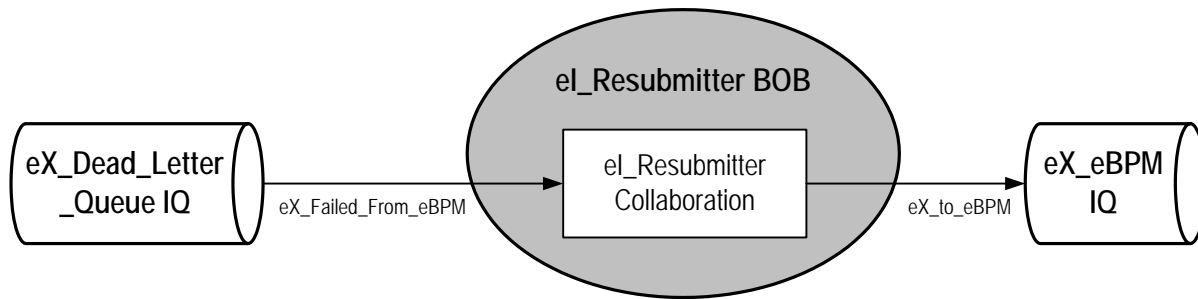 eX_Dead_Letter
_Queue IQ
eX_Failed_From_eBPM
eI_Resubmitter BOB
eI_Resubmitter
Collaboration
eX_to_eBPM
eX_eBPM
IQ